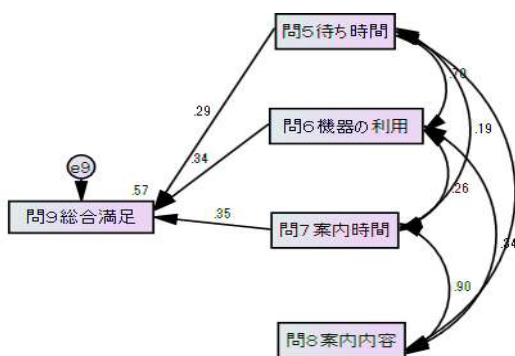 問5待ち時間
.70
.29
問6機器の利用
.19
.34
e9
.57
.26
問9総合満足
.35
問7案内時間
.34
.90
問8案内内容